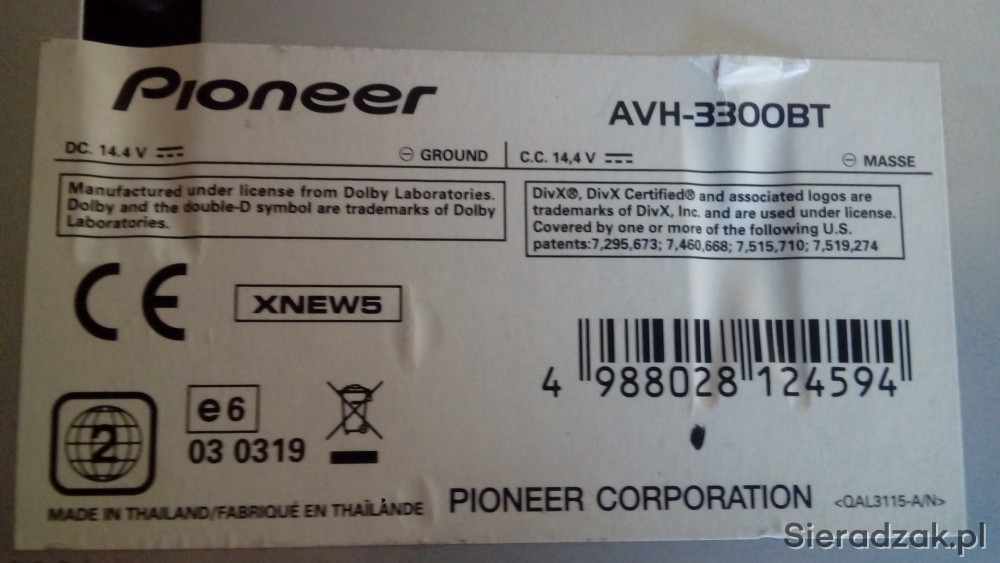 Pioneer
AVH-3300BT
DC. 14.4 V
GROUND
C.C. 14,4 V
MASSE
Manufactured under license from Dolby Laboratories.
Dolby and the double-D symbol are trademarks of Dolby
Laboratories.
DivX®, DivX Certified® and associated logos are
trademarks of DivX, Inc. and are used under license.
Covered by one or more of the following U.S.
patents:7,295,673; 7,460,668; 7,515,710; 7,519,274
CE
XNEW5
4 988028 124594
2
e6
03 0319
MADE IN THAILAND/FABRIQUÉ EN THAÏLANDE
PIONEER CORPORATION
<QAL3115-A/N>
Sieradzak.pl